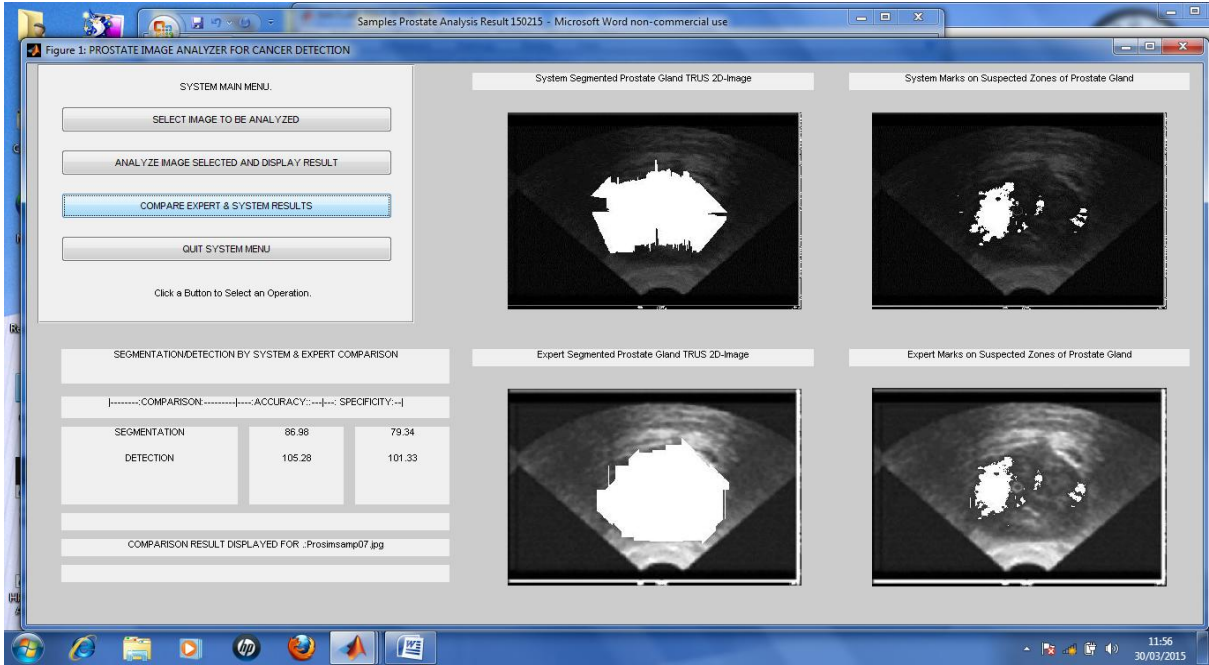 Samples Prostate Analysis Result 150215 - Microsoft Word non-commercial use
Figure 1: PROSTATE IMAGE ANALYZER FOR CANCER DETECTION
SYSTEM MAIN MENU.
SELECT IMAGE TO BE ANALYZED
ANALYZE IMAGE SELECTED AND DISPLAY RESULT
COMPARE EXPERT & SYSTEM RESULTS
QUIT SYSTEM MENU
Click a Button to Select an Operation.
System Segmented Prostate Gland TRUS 2D-Image
System Marks on Suspected Zones of Prostate Gland
SEGMENTATION/DETECTION BY SYSTEM & EXPERT COMPARISON
|--------:COMPARISON:---------|----:ACCURACY::---|---: SPECIFICITY:--|
SEGMENTATION 86.98 79.34
DETECTION 105.28 101.33
COMPARISON RESULT DISPLAYED FOR .:Prosimsamp07.jpg
Expert Segmented Prostate Gland TRUS 2D-Image
Expert Marks on Suspected Zones of Prostate Gland
hp
11:56
30/03/2015